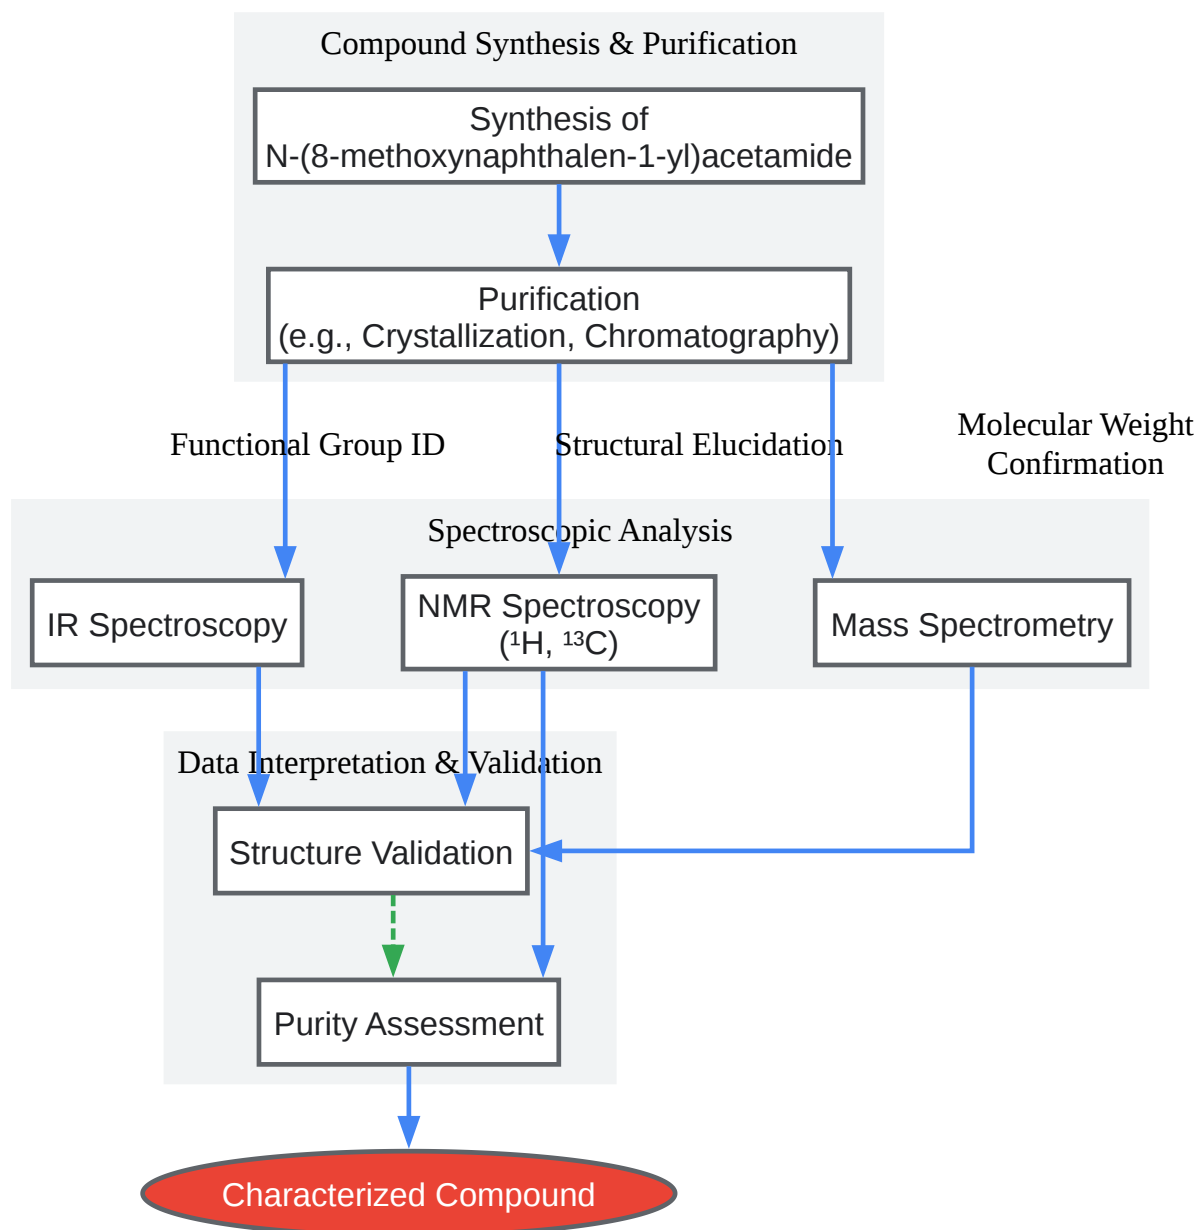 Compound Synthesis & Purification
Synthesis of
N-(8-methoxynaphthalen-1-yl)acetamide
Purification
(e.g., Crystallization, Chromatography)
Functional Group ID
Structural Elucidation
Molecular Weight
Confirmation
Spectroscopic Analysis
IR Spectroscopy
NMR Spectroscopy
(¹H, ¹³C)
Mass Spectrometry
Data Interpretation & Validation
Structure Validation
Purity Assessment
Characterized Compound